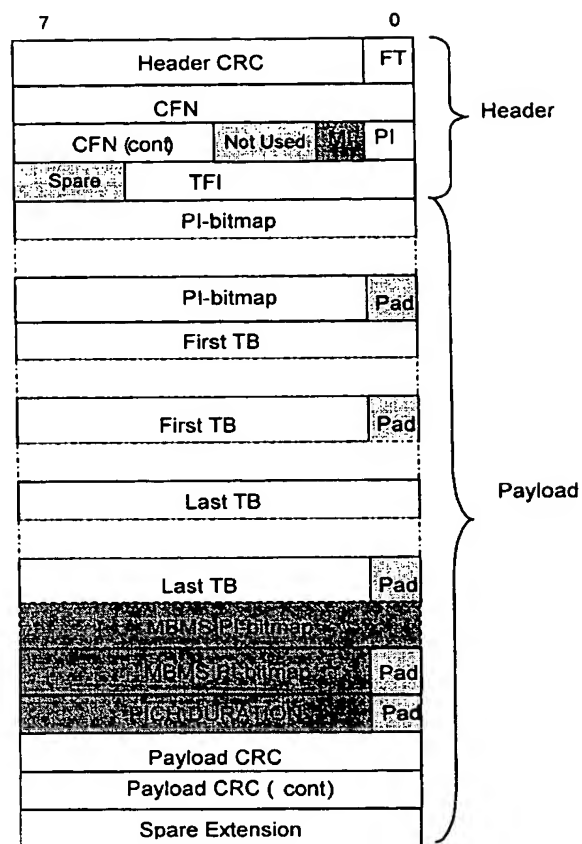 7 0
Header CRC FT
Header
CFN
CFN (cont) Not Used PI
Spare TFI
PI-bitmap
PI-bitmap Pad
First TB
First TB Pad
Payload
Last TB
Last TB Pad
MBMS PI-bitmap
MBMS PI-bitmap Pad
PICH DURATION Pad
Payload CRC
Payload CRC ( cont)
Spare Extension